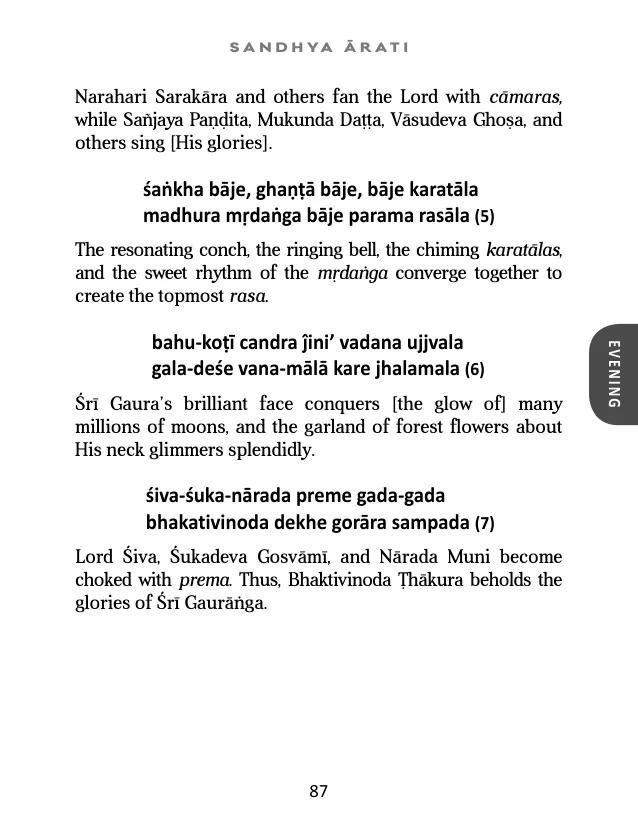 SANDHYA ĀRATI
Narahari Sarakāra and others fan the Lord with cāmaras,
while Sañjaya Paṇḍita, Mukunda Daṭṭa, Vāsudeva Ghoṣa, and
others sing [His glories].
śaṅkha bāje, ghaṇṭā bāje, bāje karatāla
madhura mṛdaṅga bāje parama rasāla (5)
The resonating conch, the ringing bell, the chiming karatālas,
and the sweet rhythm of the mṛdaṅga converge together to
create the topmost rasa.
bahu-koṭī candra ĵini’ vadana ujjvala
gala-deśe vana-mālā kare jhalamala (6)
Śrī Gaura’s brilliant face conquers [the glow of] many
millions of moons, and the garland of forest flowers about
His neck glimmers splendidly.
EVENING
śiva-śuka-nārada preme gada-gada
bhakativinoda dekhe gorāra sampada (7)
Lord Śiva, Śukadeva Gosvāmī, and Nārada Muni become
choked with prema. Thus, Bhaktivinoda Ṭhākura beholds the
glories of Śrī Gaurāṅga.
87